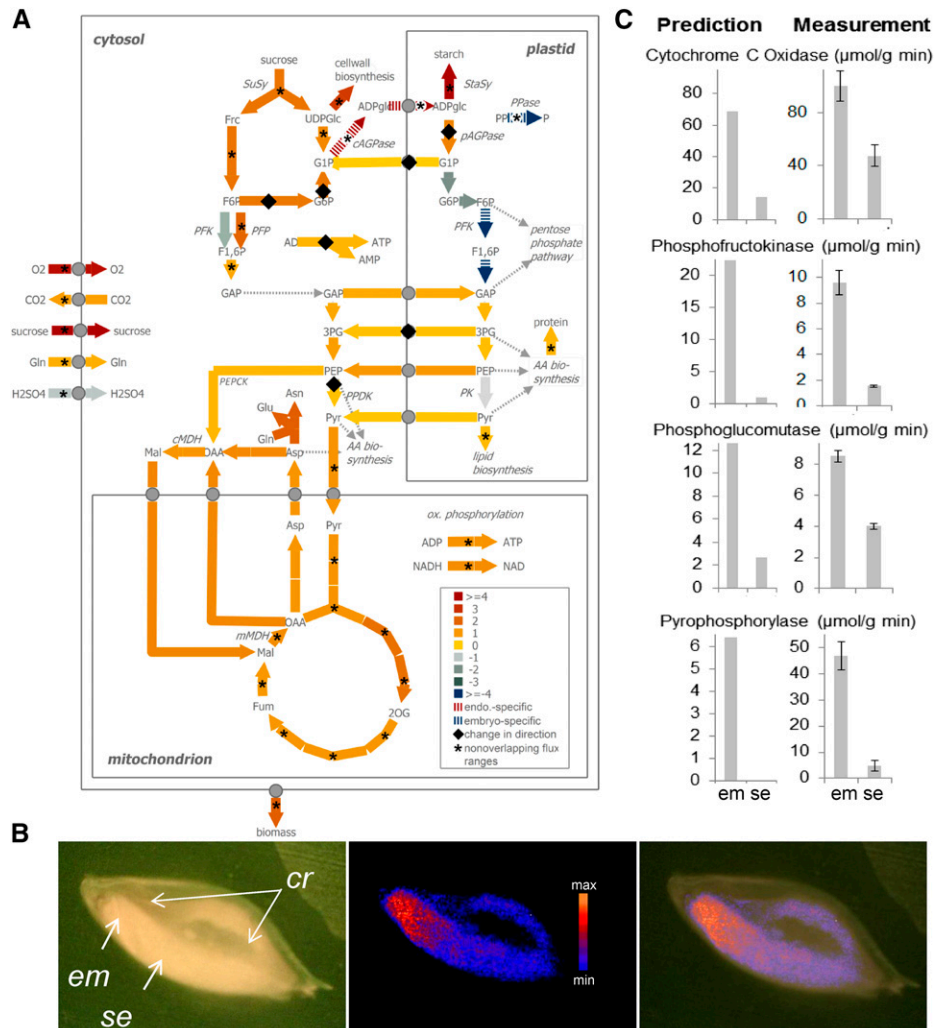 A
cytosol
plastid
sucrose
SuSy
cellwall
biosynthesis
starch
StaSy
ADPglc
ADPglc
PPase
PP
P
Frc
UDPGlc
cAGPase
pAGPase
G1P
G1P
F6P
G6P
G6P
F6P
PFK
PFP
AD
ATP
AMP
PFK
pentose
phosphate
pathway
F1,6P
F1,6P
GAP
GAP
GAP
O2
O2
CO2
CO2
sucrose
sucrose
Gln
Gln
H2SO4
H2SO4
3PG
3PG
protein
PEPCK
PEP
PEP
AA bio-
synthesis
PPDK
PK
Asn
Glu
Gln
Pyr
Pyr
AA bio-
synthesis
lipid
biosynthesis
cMDH
Mal
OAA
Asp
Asp
Pyr
ox. phosphorylation
ADP
ATP
NADH
NAD
OAA
mMDH
Mal
Fum
2OG
mitochondrion
>=4
3
2
1
0
-1
-2
-3
>=-4
endo.-specific
embryo-specific
change in direction
nonoverlapping flux
ranges
biomass
C
Prediction Measurement
Cytochrome C Oxidase (µmol/g min)
80
60
40
20
0
80
40
0
Phosphofructokinase (µmol/g min)
20
15
10
5
0
10
8
6
4
2
0
Phosphoglucomutase (µmol/g min)
12
10
8
6
4
2
0
8
6
4
2
0
Pyrophosphorylase (µmol/g min)
6
5
4
3
2
1
0
50
40
30
20
10
0
em se
em se
B
cr
em
se
max
min